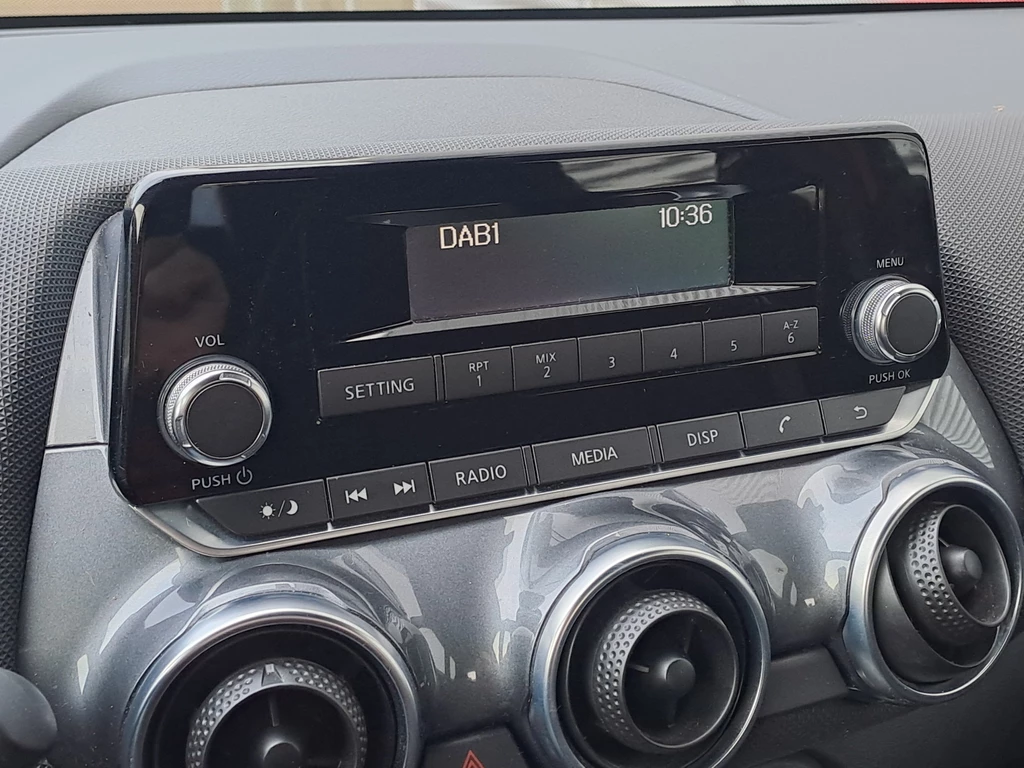 DAB1 10:36
MENU
VOL
SETTING
RPT
1
MIX
2
3
4
5
A-Z
6
PUSH OK
PUSH
RADIO
MEDIA
DISP